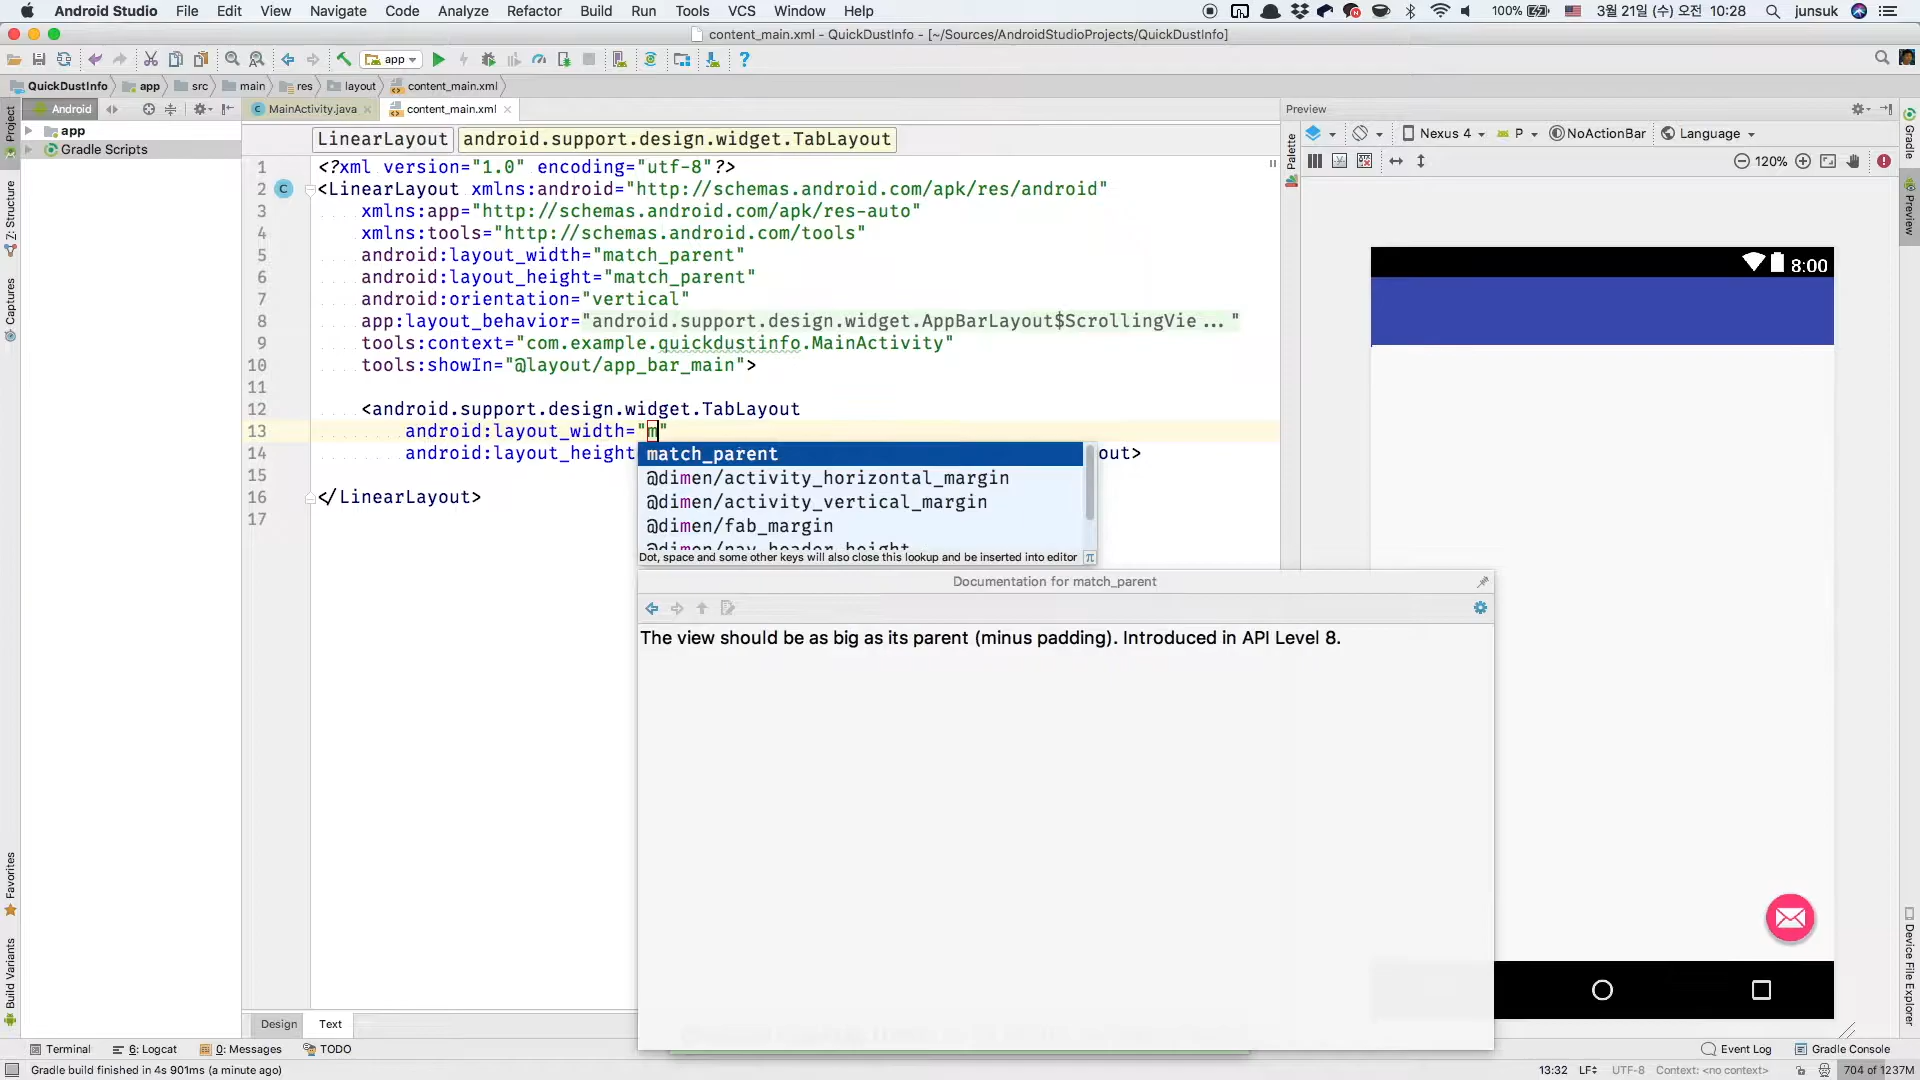 Android Studio File Edit View Navigate Code Analyze Refactor Build Run Tools VCS Window Help 100% 3월 21일 (수) 오전 10:28 junsuk
content_main.xml - QuickDustInfo - [~/Sources/AndroidStudioProjects/QuickDustInfo]
app
QuickDustInfo app src main res layout content_main.xml
Android MainActivity.java content_main.xml Preview
app
Gradle Scripts
LinearLayout android.support.design.widget.TabLayout
Nexus 4 P NoActionBar Language
120%
1 <?xml version="1.0" encoding="utf-8"?>
2 <LinearLayout xmlns:android="http://schemas.android.com/apk/res/android"
3 xmlns:app="http://schemas.android.com/apk/res-auto"
4 xmlns:tools="http://schemas.android.com/tools"
5 android:layout_width="match_parent"
6 android:layout_height="match_parent"
7 android:orientation="vertical"
8 app:layout_behavior="android.support.design.widget.AppBarLayout$ScrollingVie..."
9 tools:context="com.example.quickdustinfo.MainActivity"
10 tools:showIn="@layout/app_bar_main">
11
12 <android.support.design.widget.TabLayout
13 android:layout_width="m"
14 android:layout_height out>
15
16 </LinearLayout>
17
match_parent
@dimen/activity_horizontal_margin
@dimen/activity_vertical_margin
@dimen/fab_margin
@dimen/nav_header_height
Dot, space and some other keys will also close this lookup and be inserted into editor π
Documentation for match_parent
The view should be as big as its parent (minus padding). Introduced in API Level 8.
8:00
Project
Z: Structure
Captures
Favorites
Build Variants
Palette
Gradle
Preview
Device File Explorer
Design Text
Terminal 6: Logcat 0: Messages TODO Event Log Gradle Console
Gradle build finished in 4s 901ms (a minute ago) 13:32 LF UTF-8 Context: <no context> 704 of 1237M